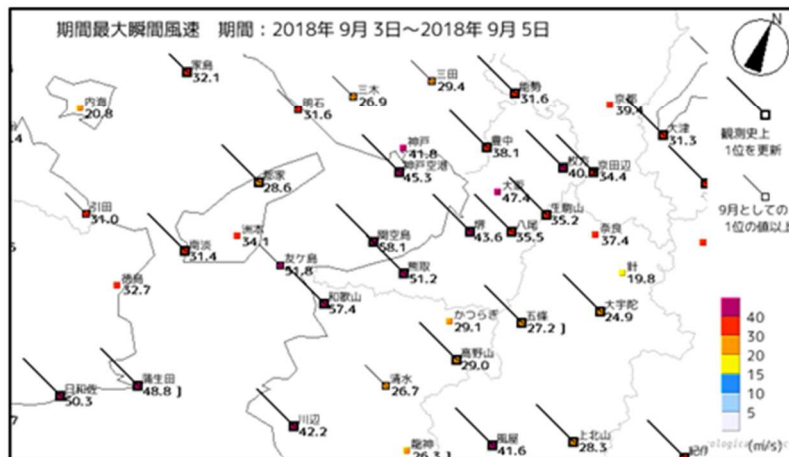 期間最大瞬間風速 期間：2018年 9月 3日～2018年 9月 5日
N
家島
32.1
三木
26.9
三田
29.4
能勢
31.6
京都
39.4
内海
20.8
明石
31.6
大津
31.3
観測史上
1位を更新
神戸
41.8
豊中
38.1
神戸空港
45.3
枚方
40.
京田辺
34.4
郡家
28.6
大阪
47.4
生駒山
35.2
9月としての
1位の値以上
引田
31.0
洲本
34.1
関空島
58.1
堺
43.6
八尾
35.5
奈良
37.4
南淡
31.4
友ケ島
51.8
熊取
51.2
針
19.8
徳島
32.7
和歌山
57.4
かつらぎ
29.1
五條
27.2 ]
大宇陀
24.9
高野山
29.0
日和佐
50.3
蒲生田
48.8 ]
清水
26.7
川辺
42.2
龍神
26.3 ]
風屋
41.6
上北山
28.3
40
30
20
15
10
5
(m/s)